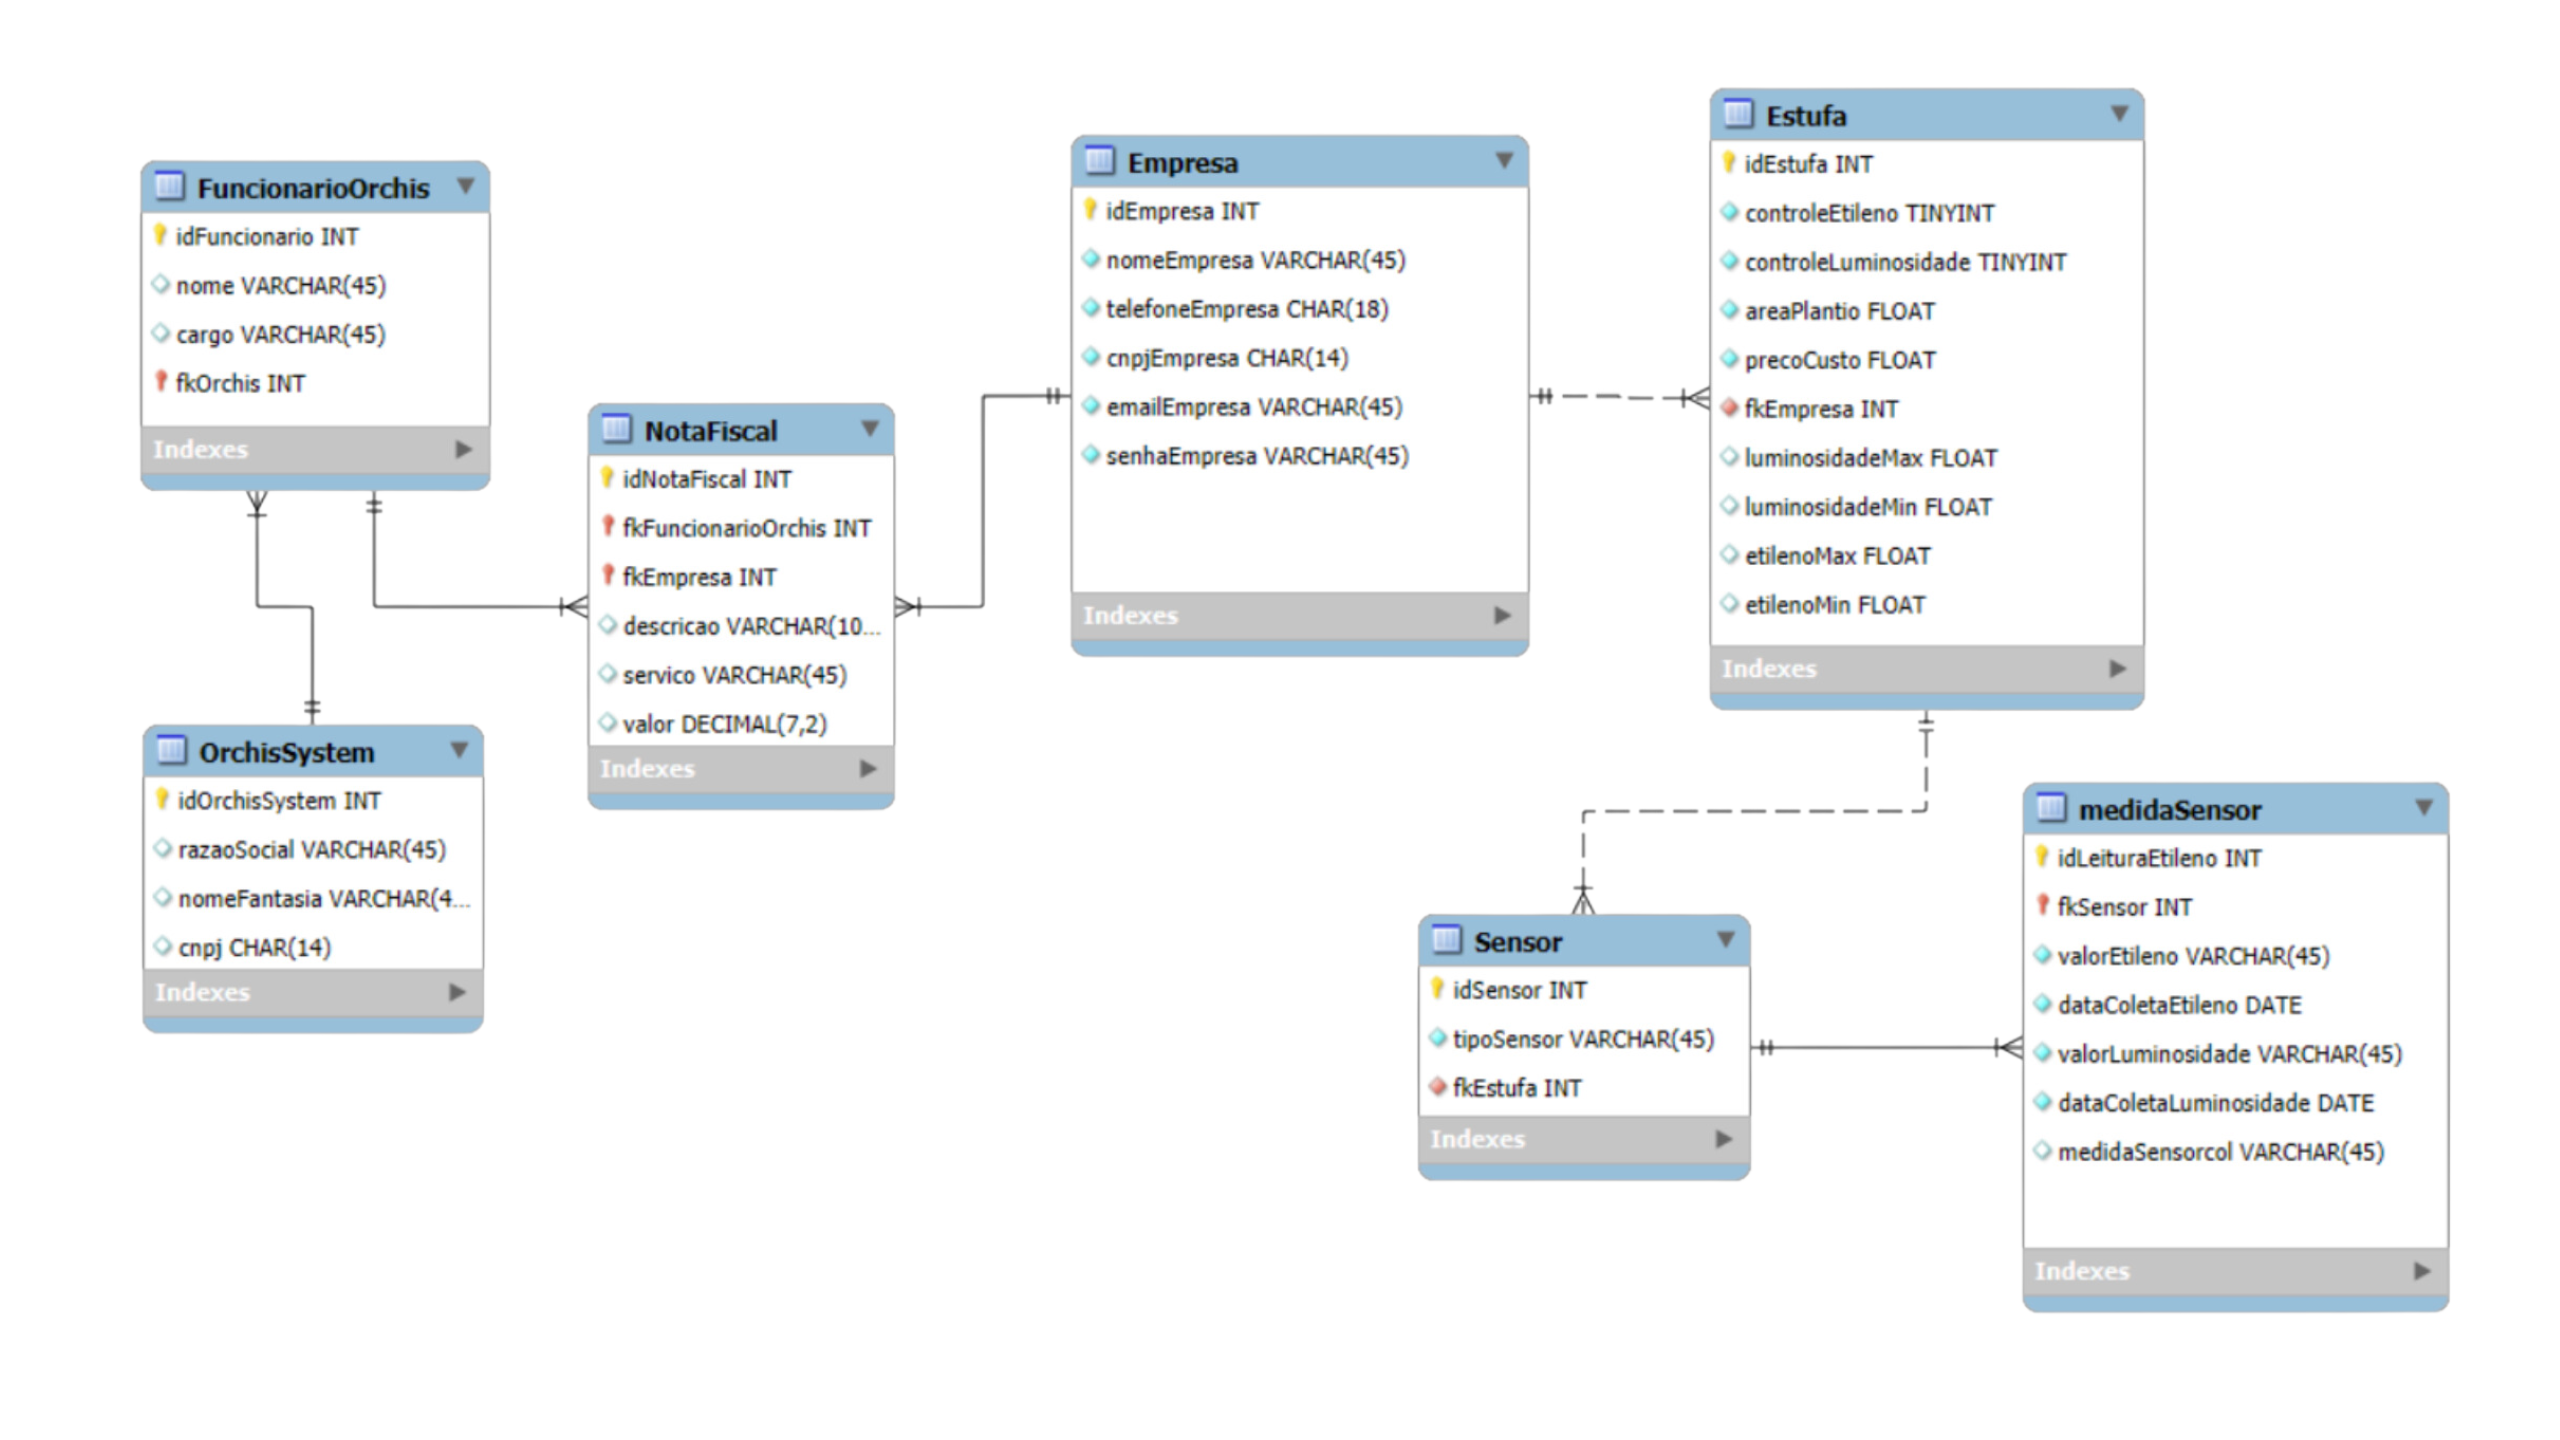 FuncionarioOrchis
idFuncionario INT
nome VARCHAR(45)
cargo VARCHAR(45)
fkOrchis INT
Indexes
OrchisSystem
idOrchisSystem INT
razaoSocial VARCHAR(45)
nomeFantasia VARCHAR(4...
cnpj CHAR(14)
Indexes
NotaFiscal
idNotaFiscal INT
fkFuncionarioOrchis INT
fkEmpresa INT
descricao VARCHAR(10...
servico VARCHAR(45)
valor DECIMAL(7,2)
Indexes
Empresa
idEmpresa INT
nomeEmpresa VARCHAR(45)
telefoneEmpresa CHAR(18)
cnpjEmpresa CHAR(14)
emailEmpresa VARCHAR(45)
senhaEmpresa VARCHAR(45)
Indexes
Estufa
idEstufa INT
controleEtileno TINYINT
controleLuminosidade TINYINT
areaPlantio FLOAT
precoCusto FLOAT
fkEmpresa INT
luminosidadeMax FLOAT
luminosidadeMin FLOAT
etilenoMax FLOAT
etilenoMin FLOAT
Indexes
Sensor
idSensor INT
tipoSensor VARCHAR(45)
fkEstufa INT
Indexes
medidaSensor
idLeituraEtileno INT
fkSensor INT
valorEtileno VARCHAR(45)
dataColetaEtileno DATE
valorLuminosidade VARCHAR(45)
dataColetaLuminosidade DATE
medidaSensorcol VARCHAR(45)
Indexes